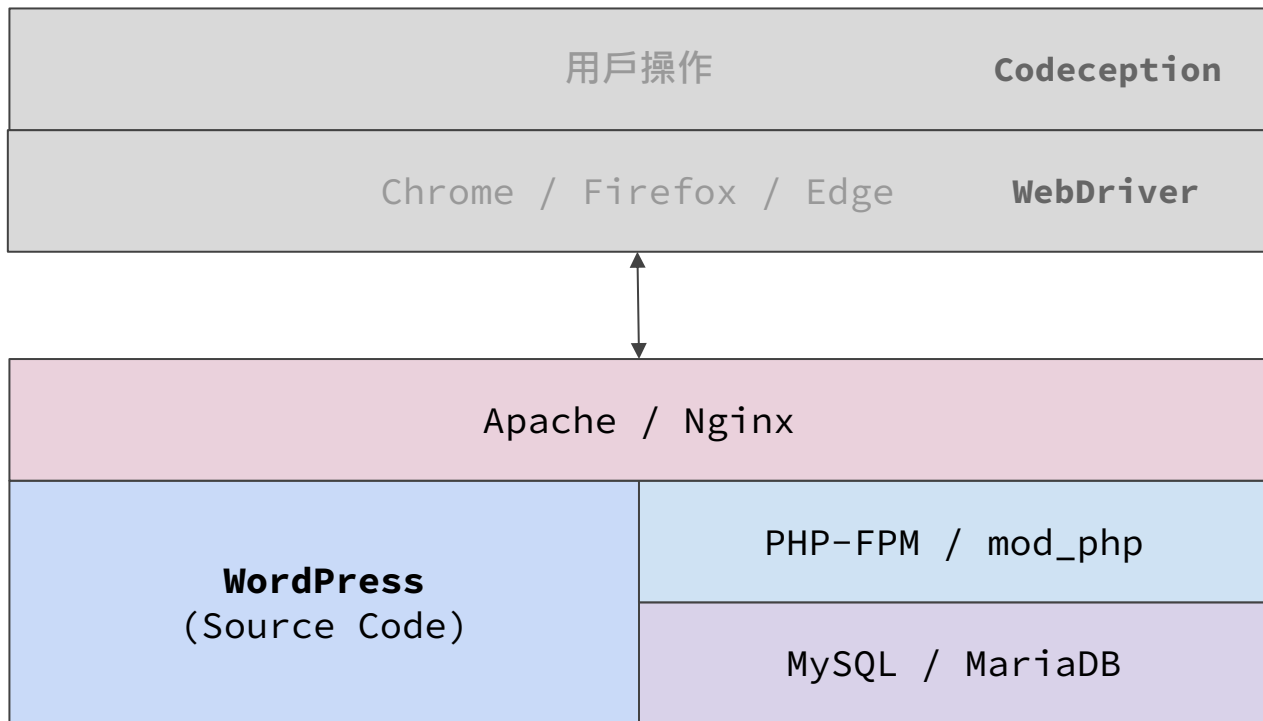 用戶操作 Codeception
Chrome / Firefox / Edge WebDriver
Apache / Nginx
WordPress
(Source Code)
PHP-FPM / mod_php
MySQL / MariaDB